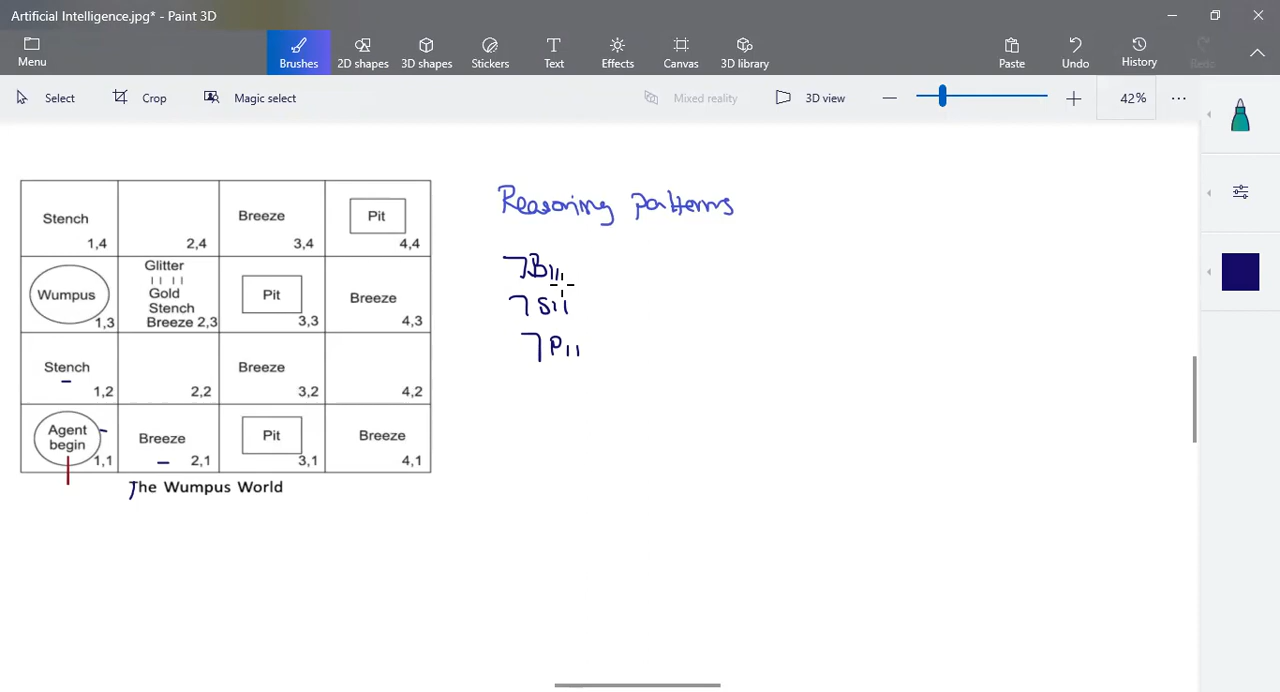 Artificial Intelligence.jpg* - Paint 3D
Menu
Brushes
2D shapes
3D shapes
Stickers
Text
Effects
Canvas
3D library
Paste
Undo
History
Redo
Select
Crop
Magic select
Mixed reality
3D view
42%
Stench
1,4
2,4
Breeze
3,4
Pit
4,4
Wumpus
1,3
Glitter
Gold
Stench
Breeze 2,3
Pit
3,3
Breeze
4,3
Stench
1,2
2,2
Breeze
3,2
4,2
Agent
begin
1,1
Breeze
2,1
Pit
3,1
Breeze
4,1
The Wumpus World
Reasoning patterns
¬B11
¬S11
¬P11